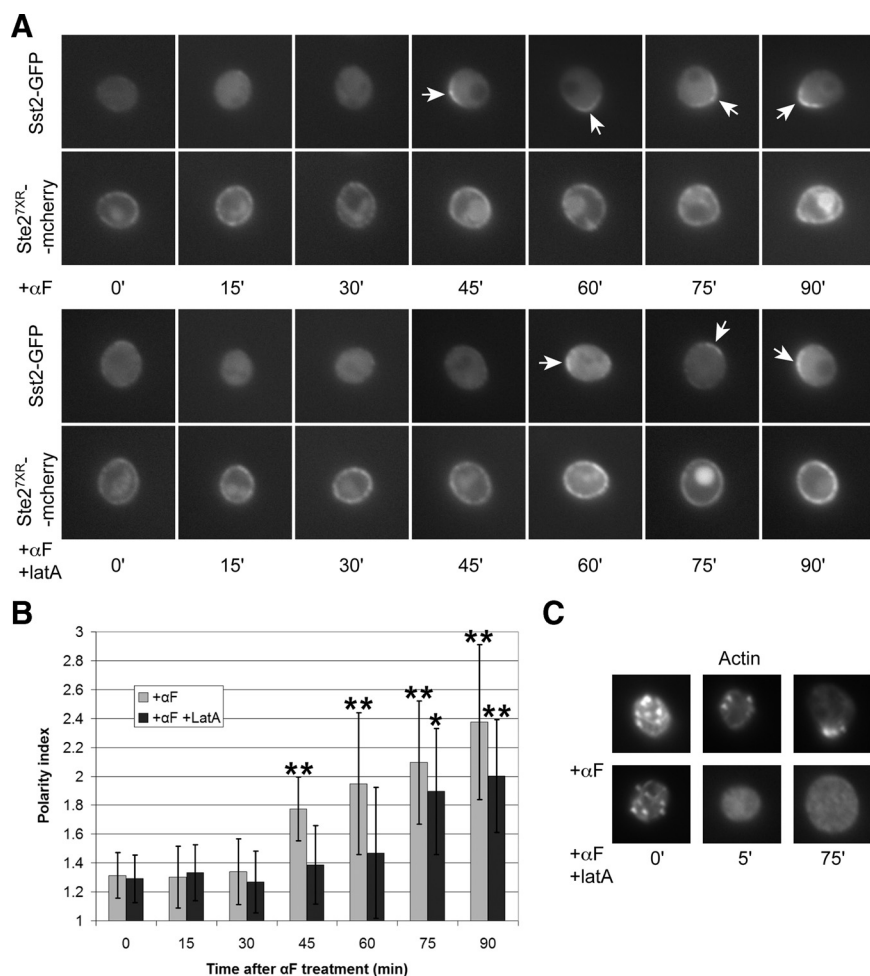 A
Sst2-GFP
Ste2^7XR-
-mcherry
+αF 0' 15' 30' 45' 60' 75' 90'
Sst2-GFP
Ste2^7XR-
-mcherry
+αF
+latA 0' 15' 30' 45' 60' 75' 90'
B
3
2.8
2.6
2.4
2.2
2
1.8
1.6
1.4
1.2
1
Polarity index
+αF
+αF +LatA
**
**
**
*
**
**
0 15 30 45 60 75 90
Time after αF treatment (min)
C
Actin
+αF
+αF
+latA
0' 5' 75'